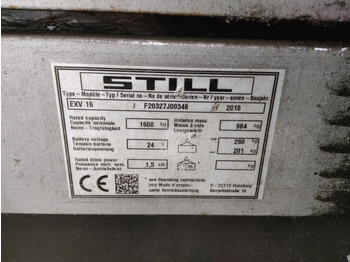 STILL
Type - Modèle - Typ / Serial no - No de série - Serien - Nr / year - année - Baujahr
EXV 16 / F20327J00348 / 2018
Rated capacity Unladen mass
Capacité nominale 1600 kg Masse à vide 984 kg
Nenn - Tragfähigkeit Leergewicht
Battery voltage 260 kg
Tension batterie 24 V
Batteriespannung 201 kg
Rated drive power
Puissance motr. nom. 1,5 kW kg
Nenn - Antriebsleistung
CE see Operating instructions
voir Mode d'emploi D - 22113 Hamburg
siehe Betriebsanleitung Berzeliusstraße 10